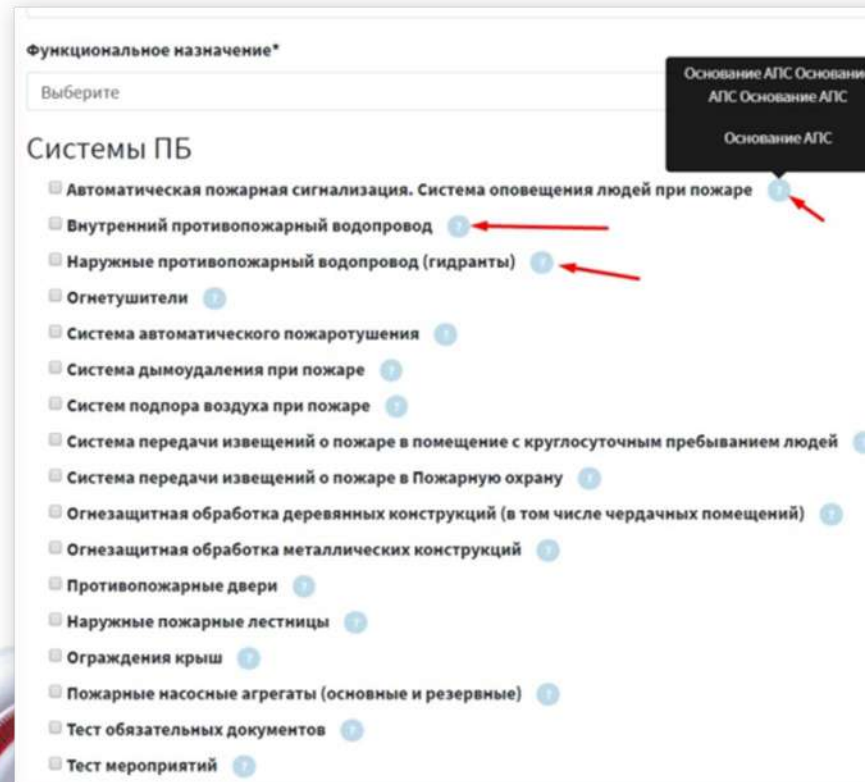 Функциональное назначение*
Выберите
Основание АПС Основание
АПС Основание АПС
Основание АПС
Системы ПБ
Автоматическая пожарная сигнализация. Система оповещения людей при пожаре ?
Внутренний противопожарный водопровод ?
Наружные противопожарный водопровод (гидранты) ?
Огнетушители ?
Система автоматического пожаротушения ?
Система дымоудаления при пожаре ?
Систем подпора воздуха при пожаре ?
Система передачи извещений о пожаре в помещение с круглосуточным пребыванием людей ?
Система передачи извещений о пожаре в Пожарную охрану ?
Огнезащитная обработка деревянных конструкций (в том числе чердачных помещений) ?
Огнезащитная обработка металлических конструкций ?
Противопожарные двери ?
Наружные пожарные лестницы ?
Ограждения крыш ?
Пожарные насосные агрегаты (основные и резервные) ?
Тест обязательных документов ?
Тест мероприятий ?